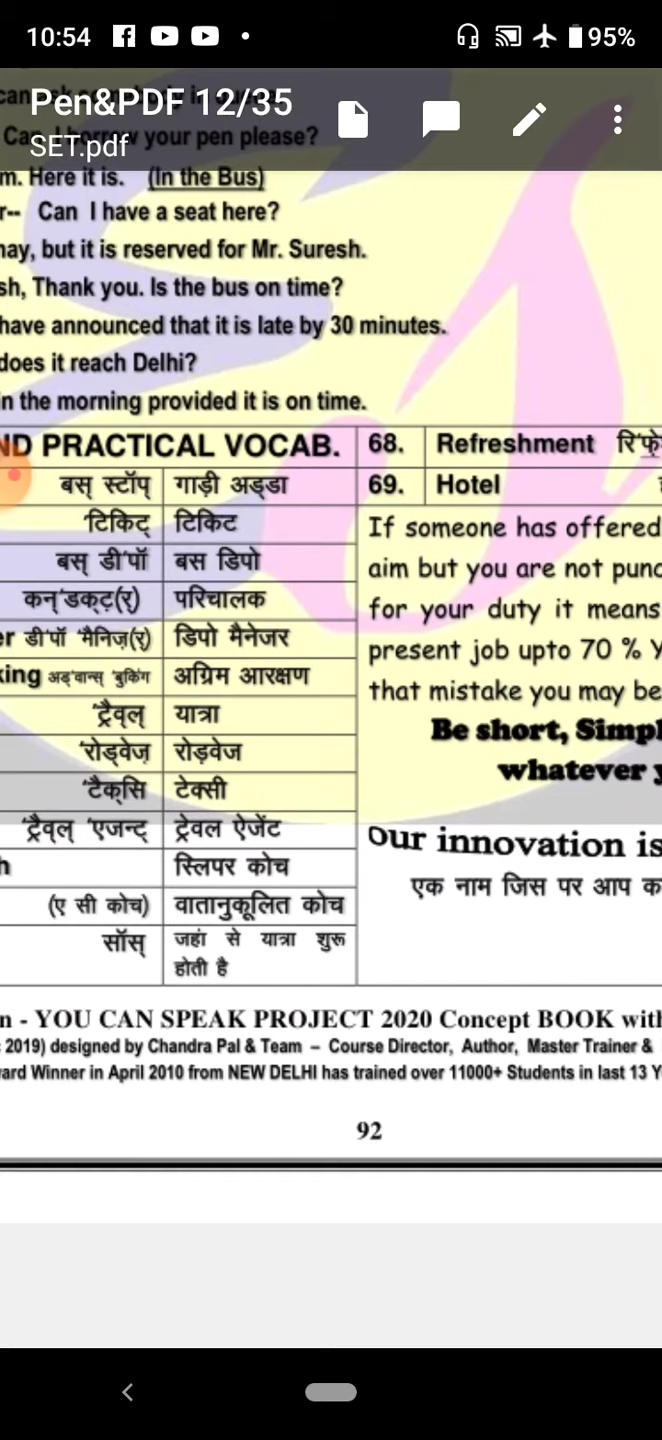 10:54
95%
Pen&PDF 12/35
SET.pdf
your pen please?
m. Here it is. (In the Bus)
r-- Can I have a seat here?
nay, but it is reserved for Mr. Suresh.
sh, Thank you. Is the bus on time?
have announced that it is late by 30 minutes.
does it reach Delhi?
in the morning provided it is on time.
ND PRACTICAL VOCAB.
बस् स्टॉप् गाड़ी अड्डा
'टिकिट् टिकिट
बस् डी'पॉ बस डिपो
कन्'डक्ट(र्) परिचालक
er डी'पॉ 'मैनिज(र्) डिपो मैनेजर
king अड्'वान्स् 'बुकिंग अग्रिम आरक्षण
'ट्रैव्ल् यात्रा
'रोड्वेज़ रोड़वेज
'टैक्सि टेक्सी
'ट्रैव्ल् 'एजन्ट् ट्रेवल ऐजेंट
h स्लिपर कोच
(ए सी कोच) वातानुकूलित कोच
सॉस् जहां से यात्रा शुरू
होती है
68. Refreshment
69. Hotel
If someone has offered
aim but you are not punc
for your duty it means
present job upto 70 % Y
that mistake you may be
Be short, Simpl
whatever y
Our innovation is
एक नाम जिस पर आप क
n - YOU CAN SPEAK PROJECT 2020 Concept BOOK with
2019) designed by Chandra Pal & Team – Course Director, Author, Master Trainer &
ard Winner in April 2010 from NEW DELHI has trained over 11000+ Students in last 13 Y
92